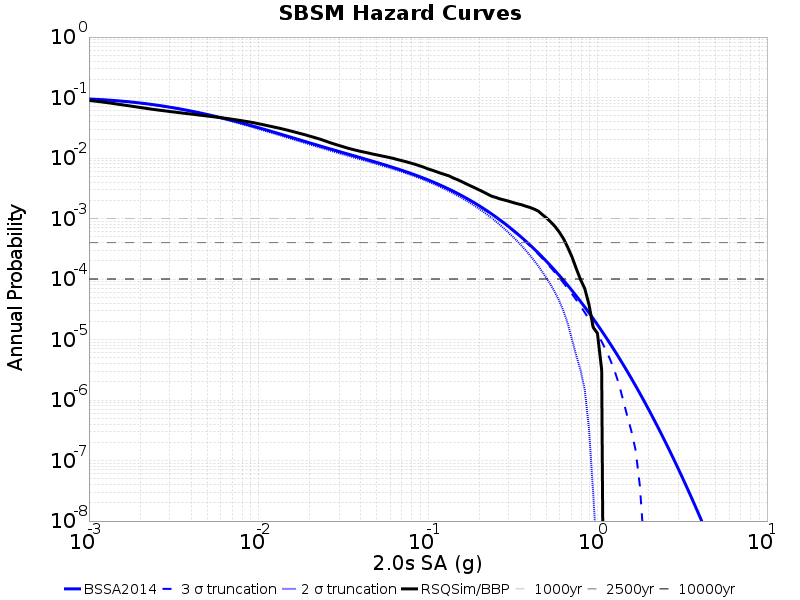 SBSM Hazard Curves
Annual Probability
10^0
10^-1
10^-2
10^-3
10^-4
10^-5
10^-6
10^-7
10^-8
10^-3 10^-2 10^-1 10^0 10^1
2.0s SA (g)
BSSA2014 3 σ truncation 2 σ truncation RSQSim/BBP 1000yr 2500yr 10000yr